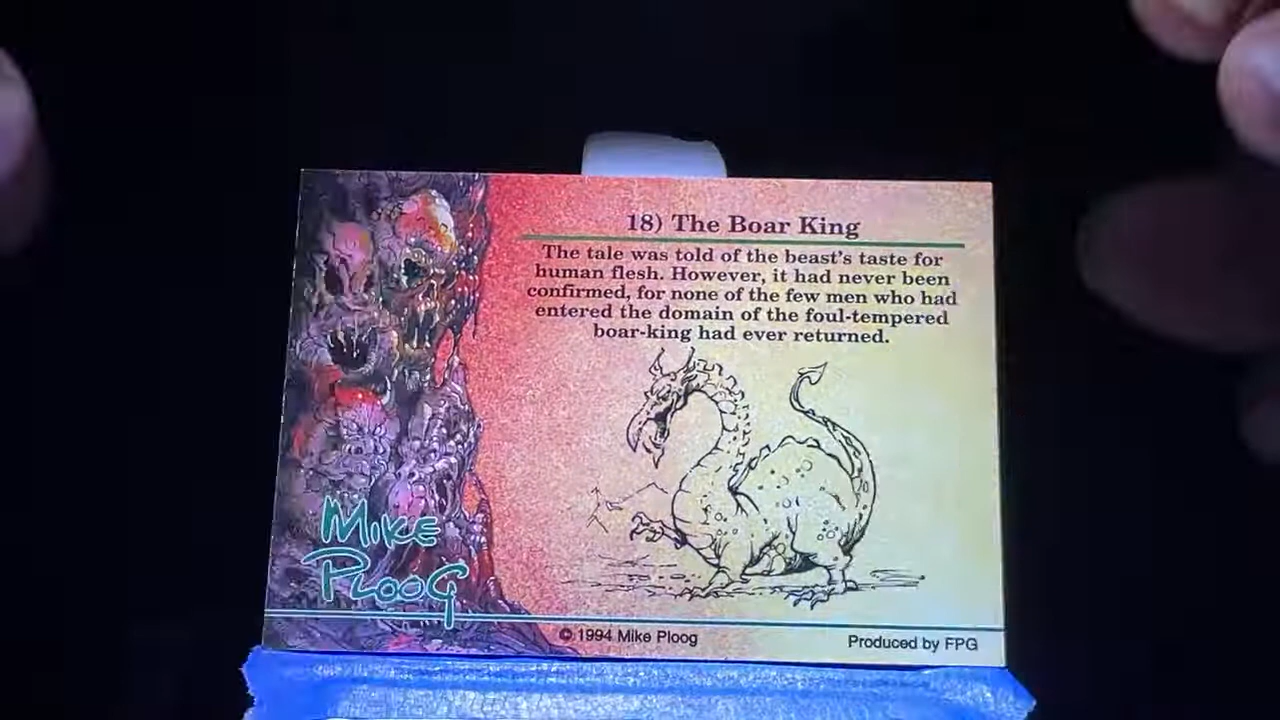 18) The Boar King
The tale was told of the beast's taste for
human flesh. However, it had never been
confirmed, for none of the few men who had
entered the domain of the foul-tempered
boar-king had ever returned.
Mike
Ploog
© 1994 Mike Ploog
Produced by FPG